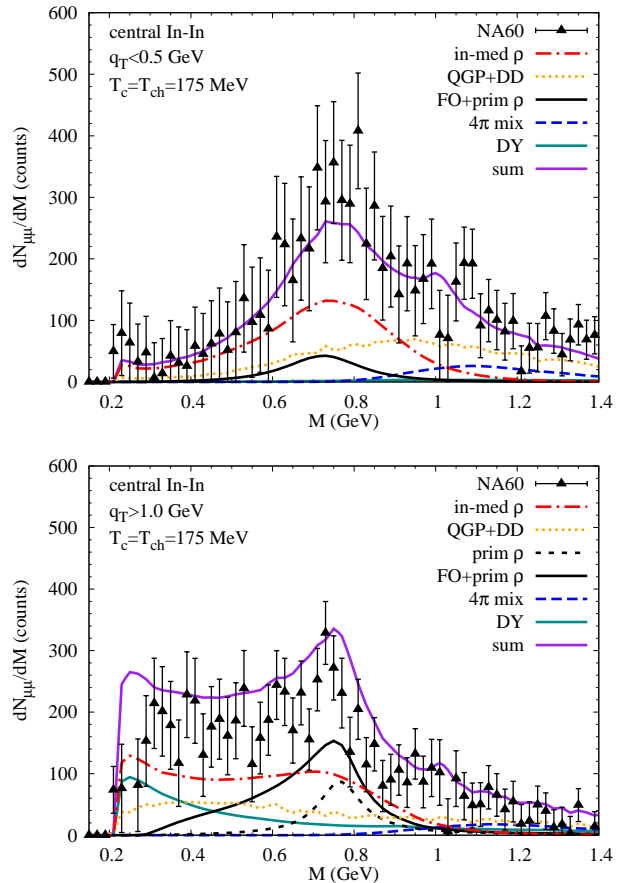 central In-In
q_T<0.5 GeV
T_c=T_ch=175 MeV
NA60
in-med ρ
QGP+DD
FO+prim ρ
4π mix
DY
sum
dN_μμ/dM (counts)
600
500
400
300
200
100
0
0.2 0.4 0.6 0.8 1 1.2 1.4
M (GeV)
central In-In
q_T>1.0 GeV
T_c=T_ch=175 MeV
NA60
in-med ρ
QGP+DD
prim ρ
FO+prim ρ
4π mix
DY
sum
dN_μμ/dM (counts)
600
500
400
300
200
100
0
0.2 0.4 0.6 0.8 1 1.2 1.4
M (GeV)